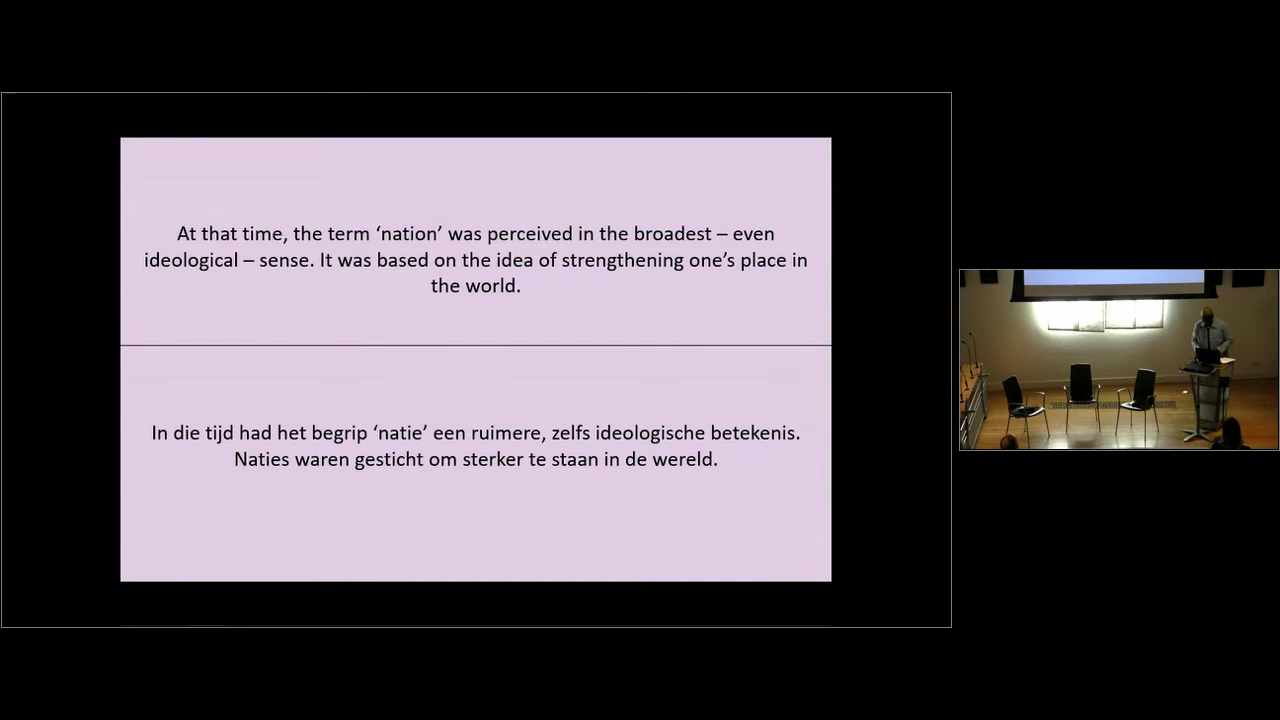 At that time, the term ‘nation’ was perceived in the broadest – even
ideological – sense. It was based on the idea of strengthening one’s place in
the world.
In die tijd had het begrip ‘natie’ een ruimere, zelfs ideologische betekenis.
Naties waren gesticht om sterker te staan in de wereld.